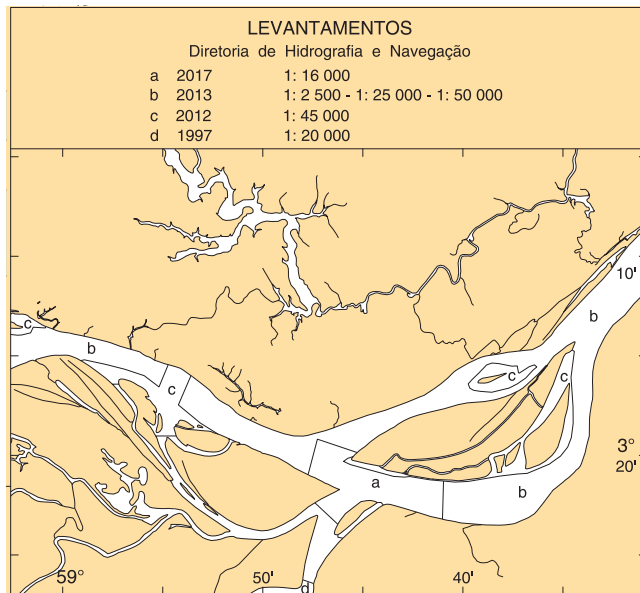 LEVANTAMENTOS
Diretoria de Hidrografia e Navegação
a 2017 1: 16 000
b 2013 1: 2 500 - 1: 25 000 - 1: 50 000
c 2012 1: 45 000
d 1997 1: 20 000
10'
c
b
b
c
c
c
3°
20'
a
b
59°
50'
40'
d